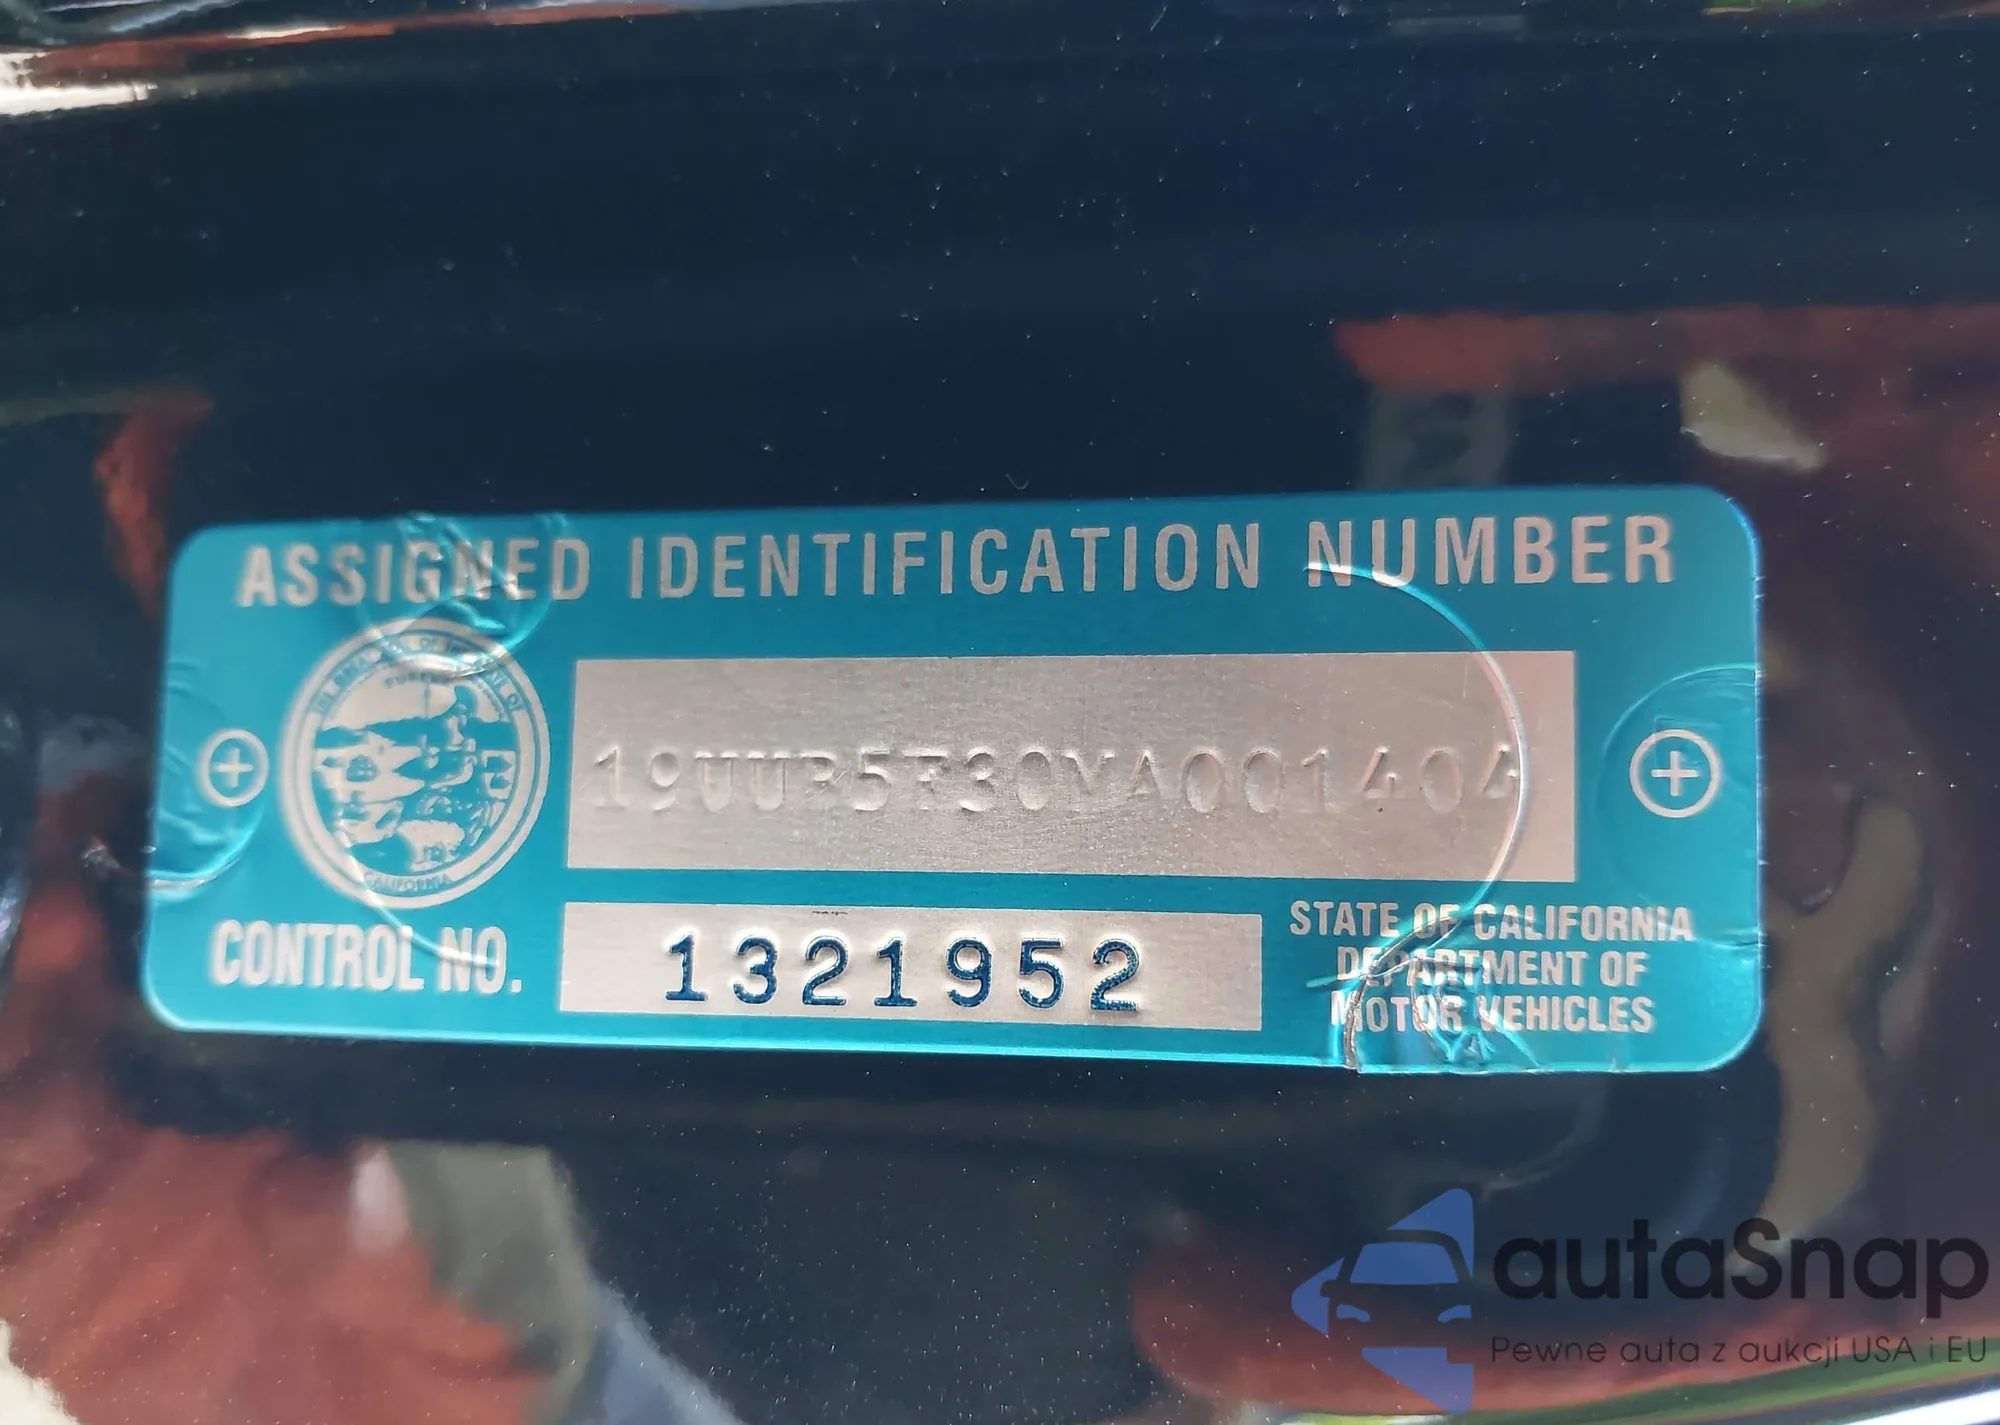 ASSIGNED IDENTIFICATION NUMBER
19UUB5F30MA001404
CALIFORNIA
CONTROL NO. 1321952
STATE OF CALIFORNIA
DEPARTMENT OF
MOTOR VEHICLES
autaSnap
Pewne auta z aukcji USA i EU